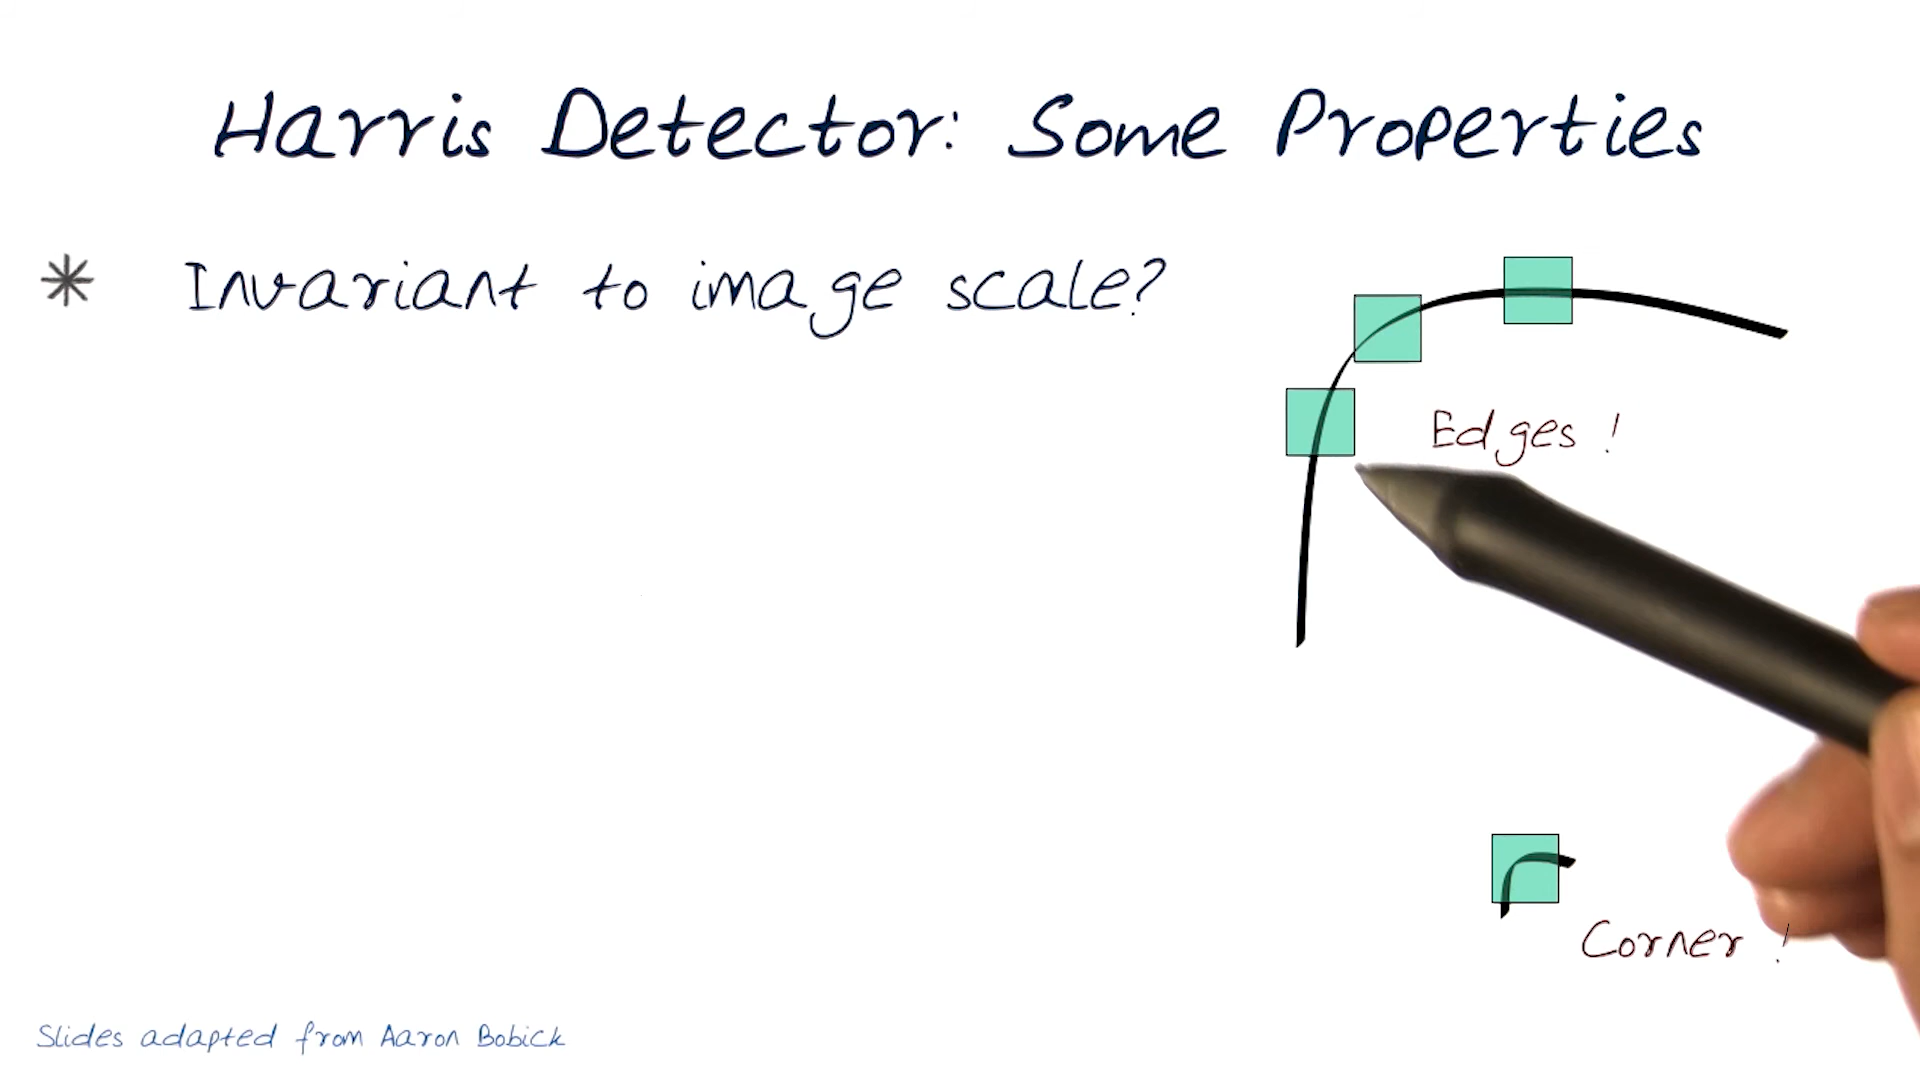 Harris Detector: Some Properties
* Invariant to image scale?
Edges!
Corner!
Slides adapted from Aaron Bobick